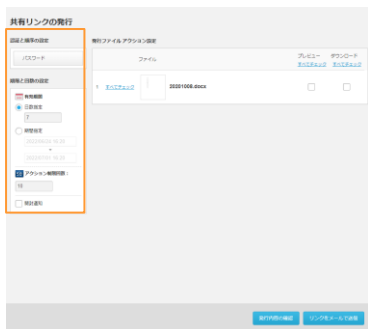 共有リンクの発行
認証と権限の設定
パスワード
期限と回数の設定
有効期限
日数指定
7
期間指定
アクション制限回数：
10
開封通知
発行ファイル アクション設定
ファイル
プレビュー ダウンロード
すべてチェック すべてチェック
1 すべてチェック 20201008.docx
発行内容の確認 リンクをメールで送信